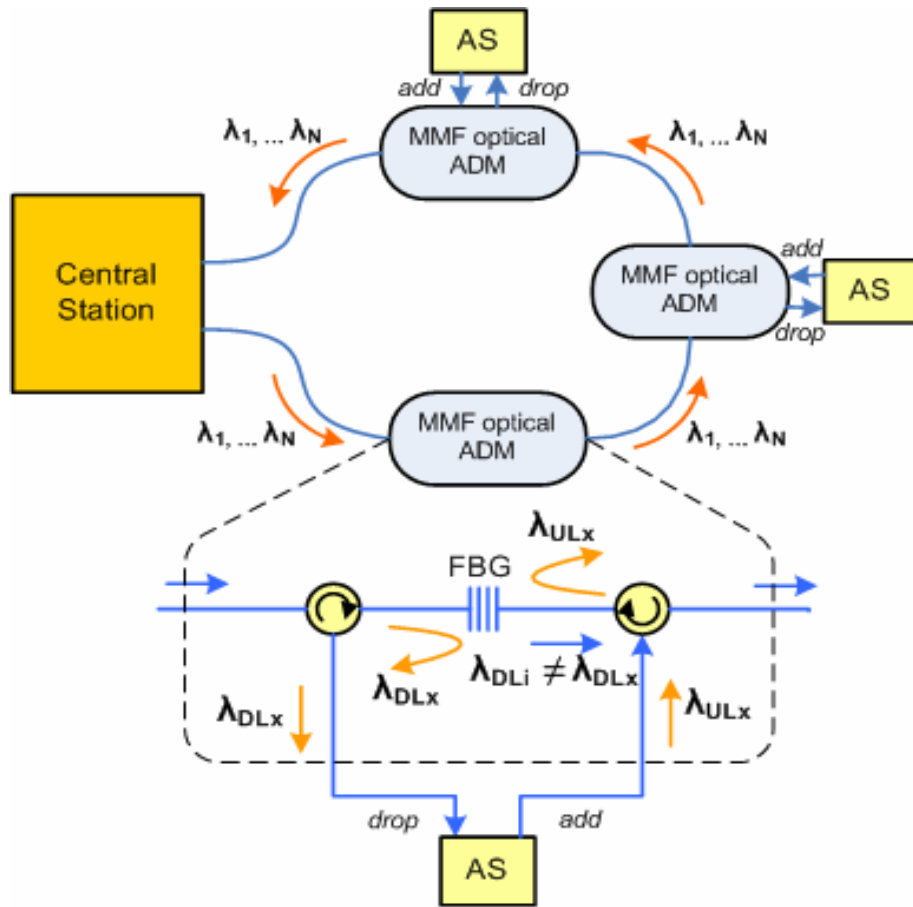 AS
add drop
λ1, ... λN
MMF optical
ADM
λ1, ... λN
Central
Station
MMF optical
ADM
add
AS
drop
λ1, ... λN
MMF optical
ADM
λ1, ... λN
λULx
FBG
λDLx
λDLi ≠ λDLx
λDLx
λULx
drop
add
AS